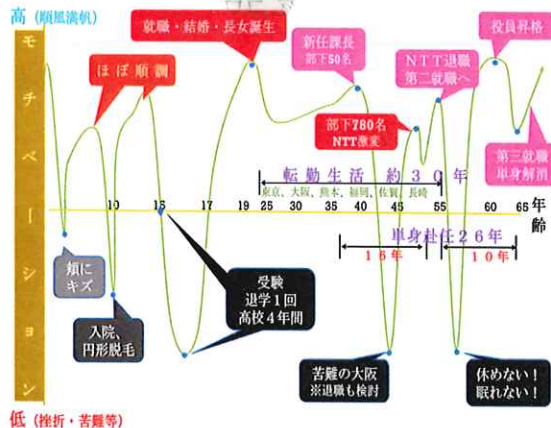 高（順風満帆）
モチベーション
ほぼ順調
就職・結婚・長女誕生
新任課長
部下50名
部下780名
NTT激変
NTT退職
第二就職へ
役員昇格
第三就職
単身解消
転勤生活 約30年
東京、大阪、熊本、福岡、佐賀、長崎
10 15 17 19 24 25 30 35 40 45 50 55 60 65 年齢
単身赴任26年
16年
10年
頬に
キズ
入院、
円形脱毛
受験
退学1回
高校4年間
苦難の大阪
※退職も検討
休めない！
眠れない！
低（挫折・苦難等）